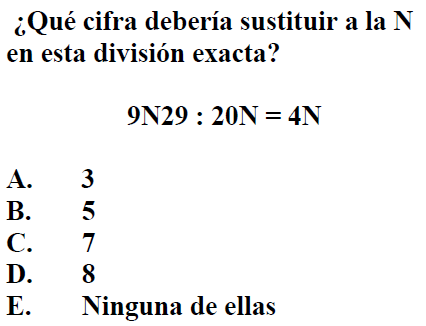 ¿Qué cifra debería sustituir a la N
en esta división exacta?
9N29 : 20N = 4N
A. 3
B. 5
C. 7
D. 8
E. Ninguna de ellas